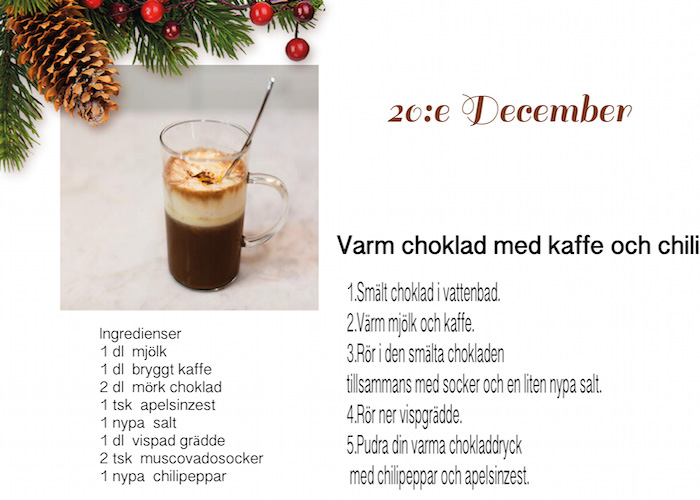 20:e December
Varm choklad med kaffe och chili
1.Smält choklad i vattenbad.
2.Värm mjölk och kaffe.
3.Rör i den smälta chokladen
tillsammans med socker och en liten nypa salt.
4.Rör ner vispgrädde.
5.Pudra din varma chokladdryck
med chilipeppar och apelsinzest.
Ingredienser
1 dl mjölk
1 dl bryggt kaffe
2 dl mörk choklad
1 tsk apelsinzest
1 nypa salt
1 dl vispad grädde
2 tsk muscovadosocker
1 nypa chilipeppar